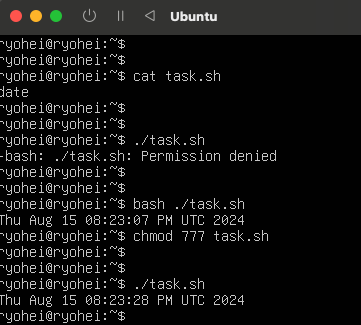 Ubuntu
ryohei@ryohei:~$
ryohei@ryohei:~$
ryohei@ryohei:~$ cat task.sh
date
ryohei@ryohei:~$
ryohei@ryohei:~$
ryohei@ryohei:~$ ./task.sh
-bash: ./task.sh: Permission denied
ryohei@ryohei:~$
ryohei@ryohei:~$
ryohei@ryohei:~$ bash ./task.sh
Thu Aug 15 08:23:07 PM UTC 2024
ryohei@ryohei:~$ chmod 777 task.sh
ryohei@ryohei:~$
ryohei@ryohei:~$
ryohei@ryohei:~$ ./task.sh
Thu Aug 15 08:23:28 PM UTC 2024
ryohei@ryohei:~$